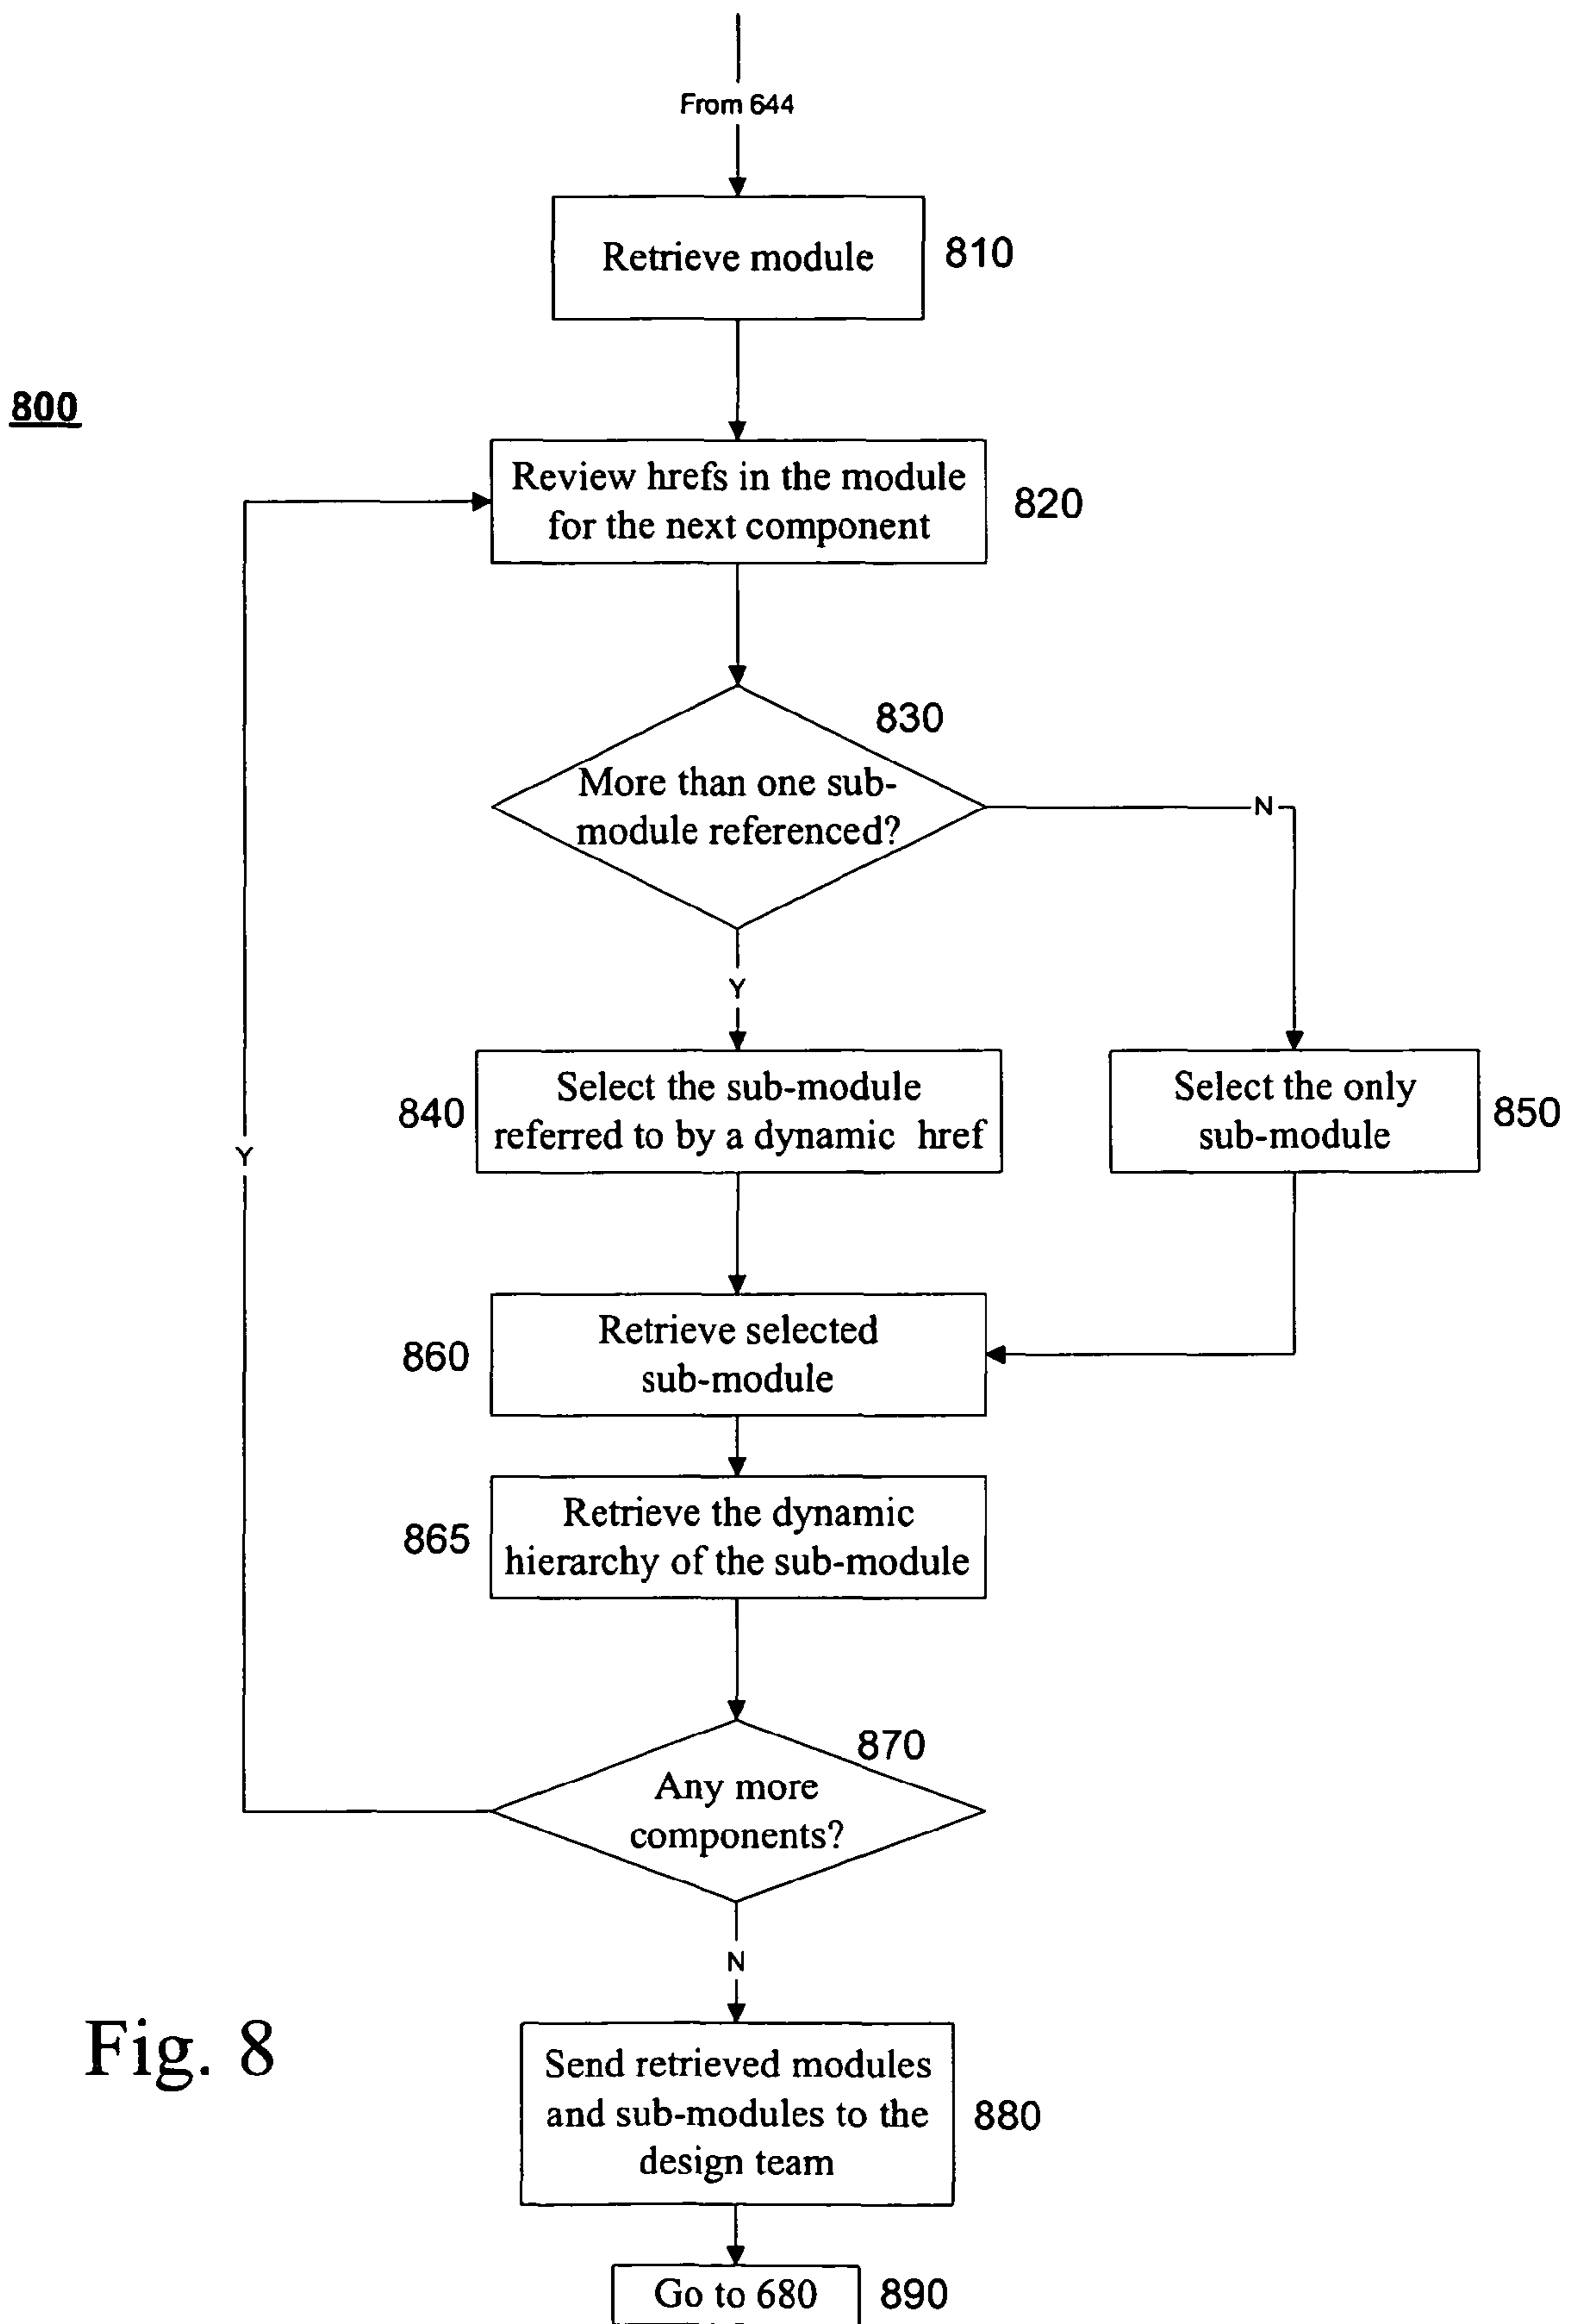 From 644
Retrieve module
810
800
Review hrefs in the module
for the next component
820
830
More than one sub-
module referenced?
N
Y
Select the sub-module
referred to by a dynamic href
840
Select the only
sub-module
850
Y
Retrieve selected
sub-module
860
Retrieve the dynamic
hierarchy of the sub-module
865
870
Any more
components?
N
Fig. 8
Send retrieved modules
and sub-modules to the
design team
880
Go to 680
890